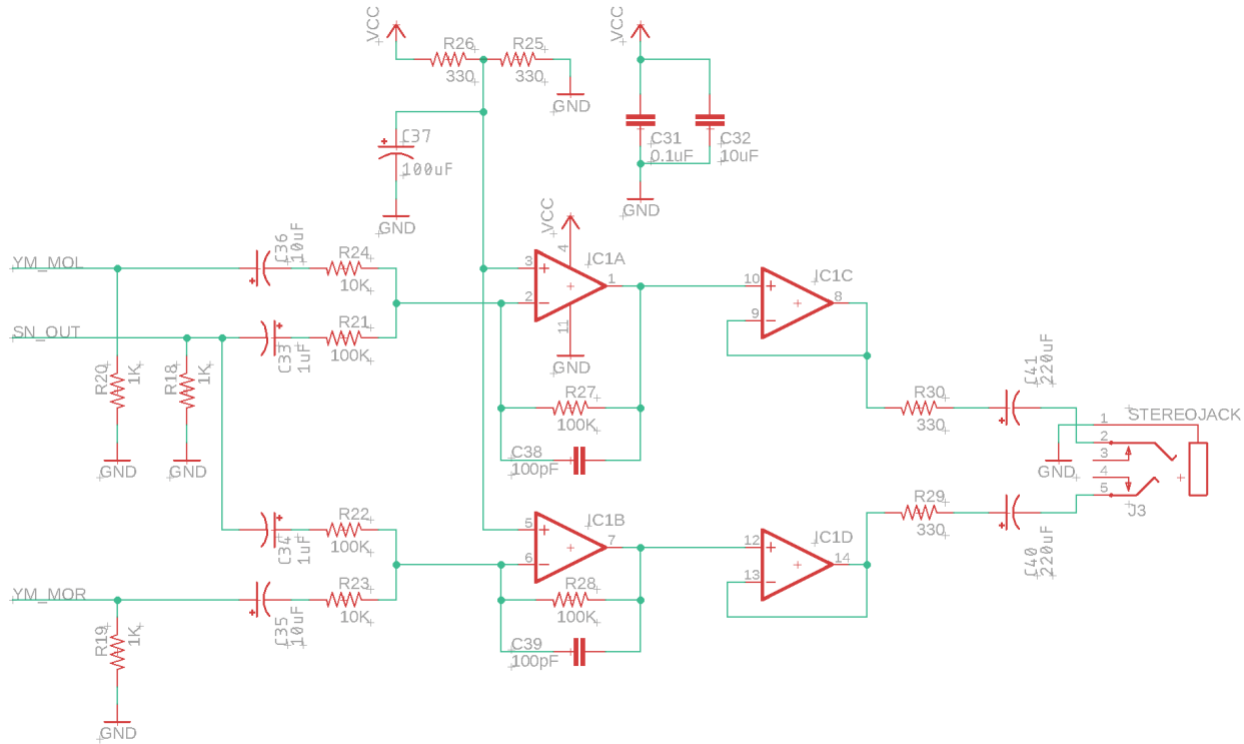 VCC
R26
330
R25
330
GND
VCC
C31
0.1uF
C32
10uF
GND
C37
100uF
GND
YM_MOL
C36
10uF
R24
10K
SN_OUT
C33
1uF
R21
100K
R20
1K
GND
R18
1K
GND
VCC
4
3
2
1
11
IC1A
GND
R27
100K
C38
100pF
10
9
8
IC1C
R30
330
C41
220uF
STEREOJACK
1
2
3
4
5
GND
J3
C34
1uF
R22
100K
YM_MOR
C35
10uF
R23
10K
R19
1K
GND
5
6
7
IC1B
R28
100K
C39
100pF
12
13
14
IC1D
R29
330
C40
220uF